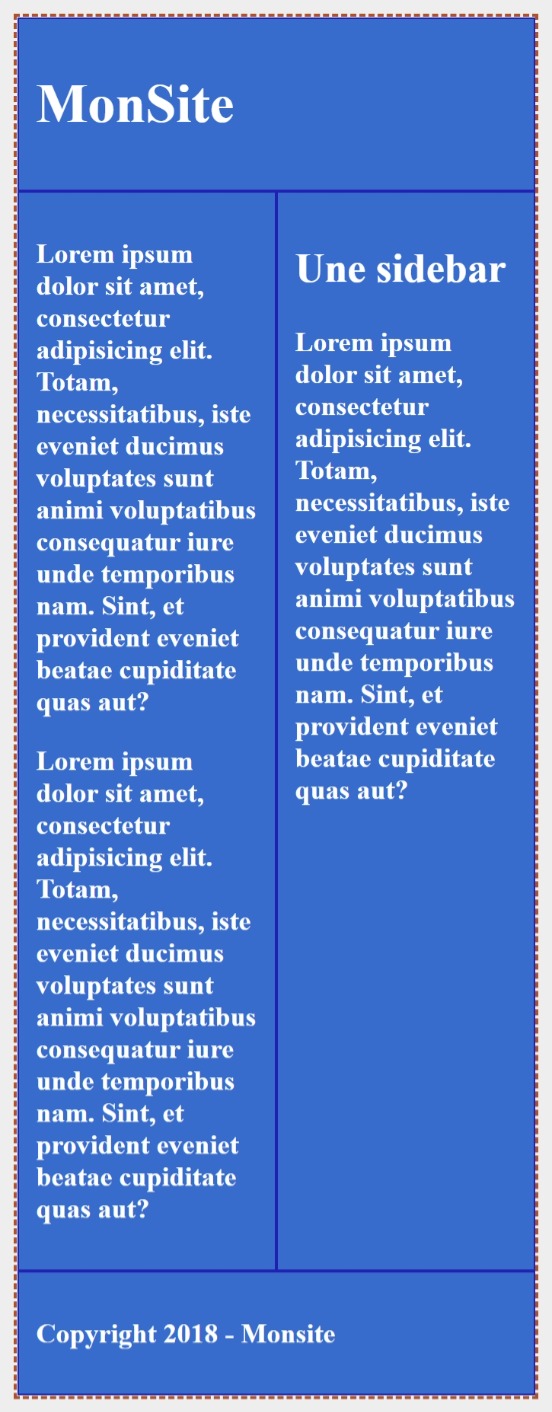 MonSite
Lorem ipsum
dolor sit amet,
consectetur
adipisicing elit.
Totam,
necessitatibus, iste
eveniet ducimus
voluptates sunt
animi voluptatibus
consequatur iure
unde temporibus
nam. Sint, et
provident eveniet
beatae cupiditate
quas aut?
Lorem ipsum
dolor sit amet,
consectetur
adipisicing elit.
Totam,
necessitatibus, iste
eveniet ducimus
voluptates sunt
animi voluptatibus
consequatur iure
unde temporibus
nam. Sint, et
provident eveniet
beatae cupiditate
quas aut?
Une sidebar
Lorem ipsum
dolor sit amet,
consectetur
adipisicing elit.
Totam,
necessitatibus, iste
eveniet ducimus
voluptates sunt
animi voluptatibus
consequatur iure
unde temporibus
nam. Sint, et
provident eveniet
beatae cupiditate
quas aut?
Copyright 2018 - Monsite